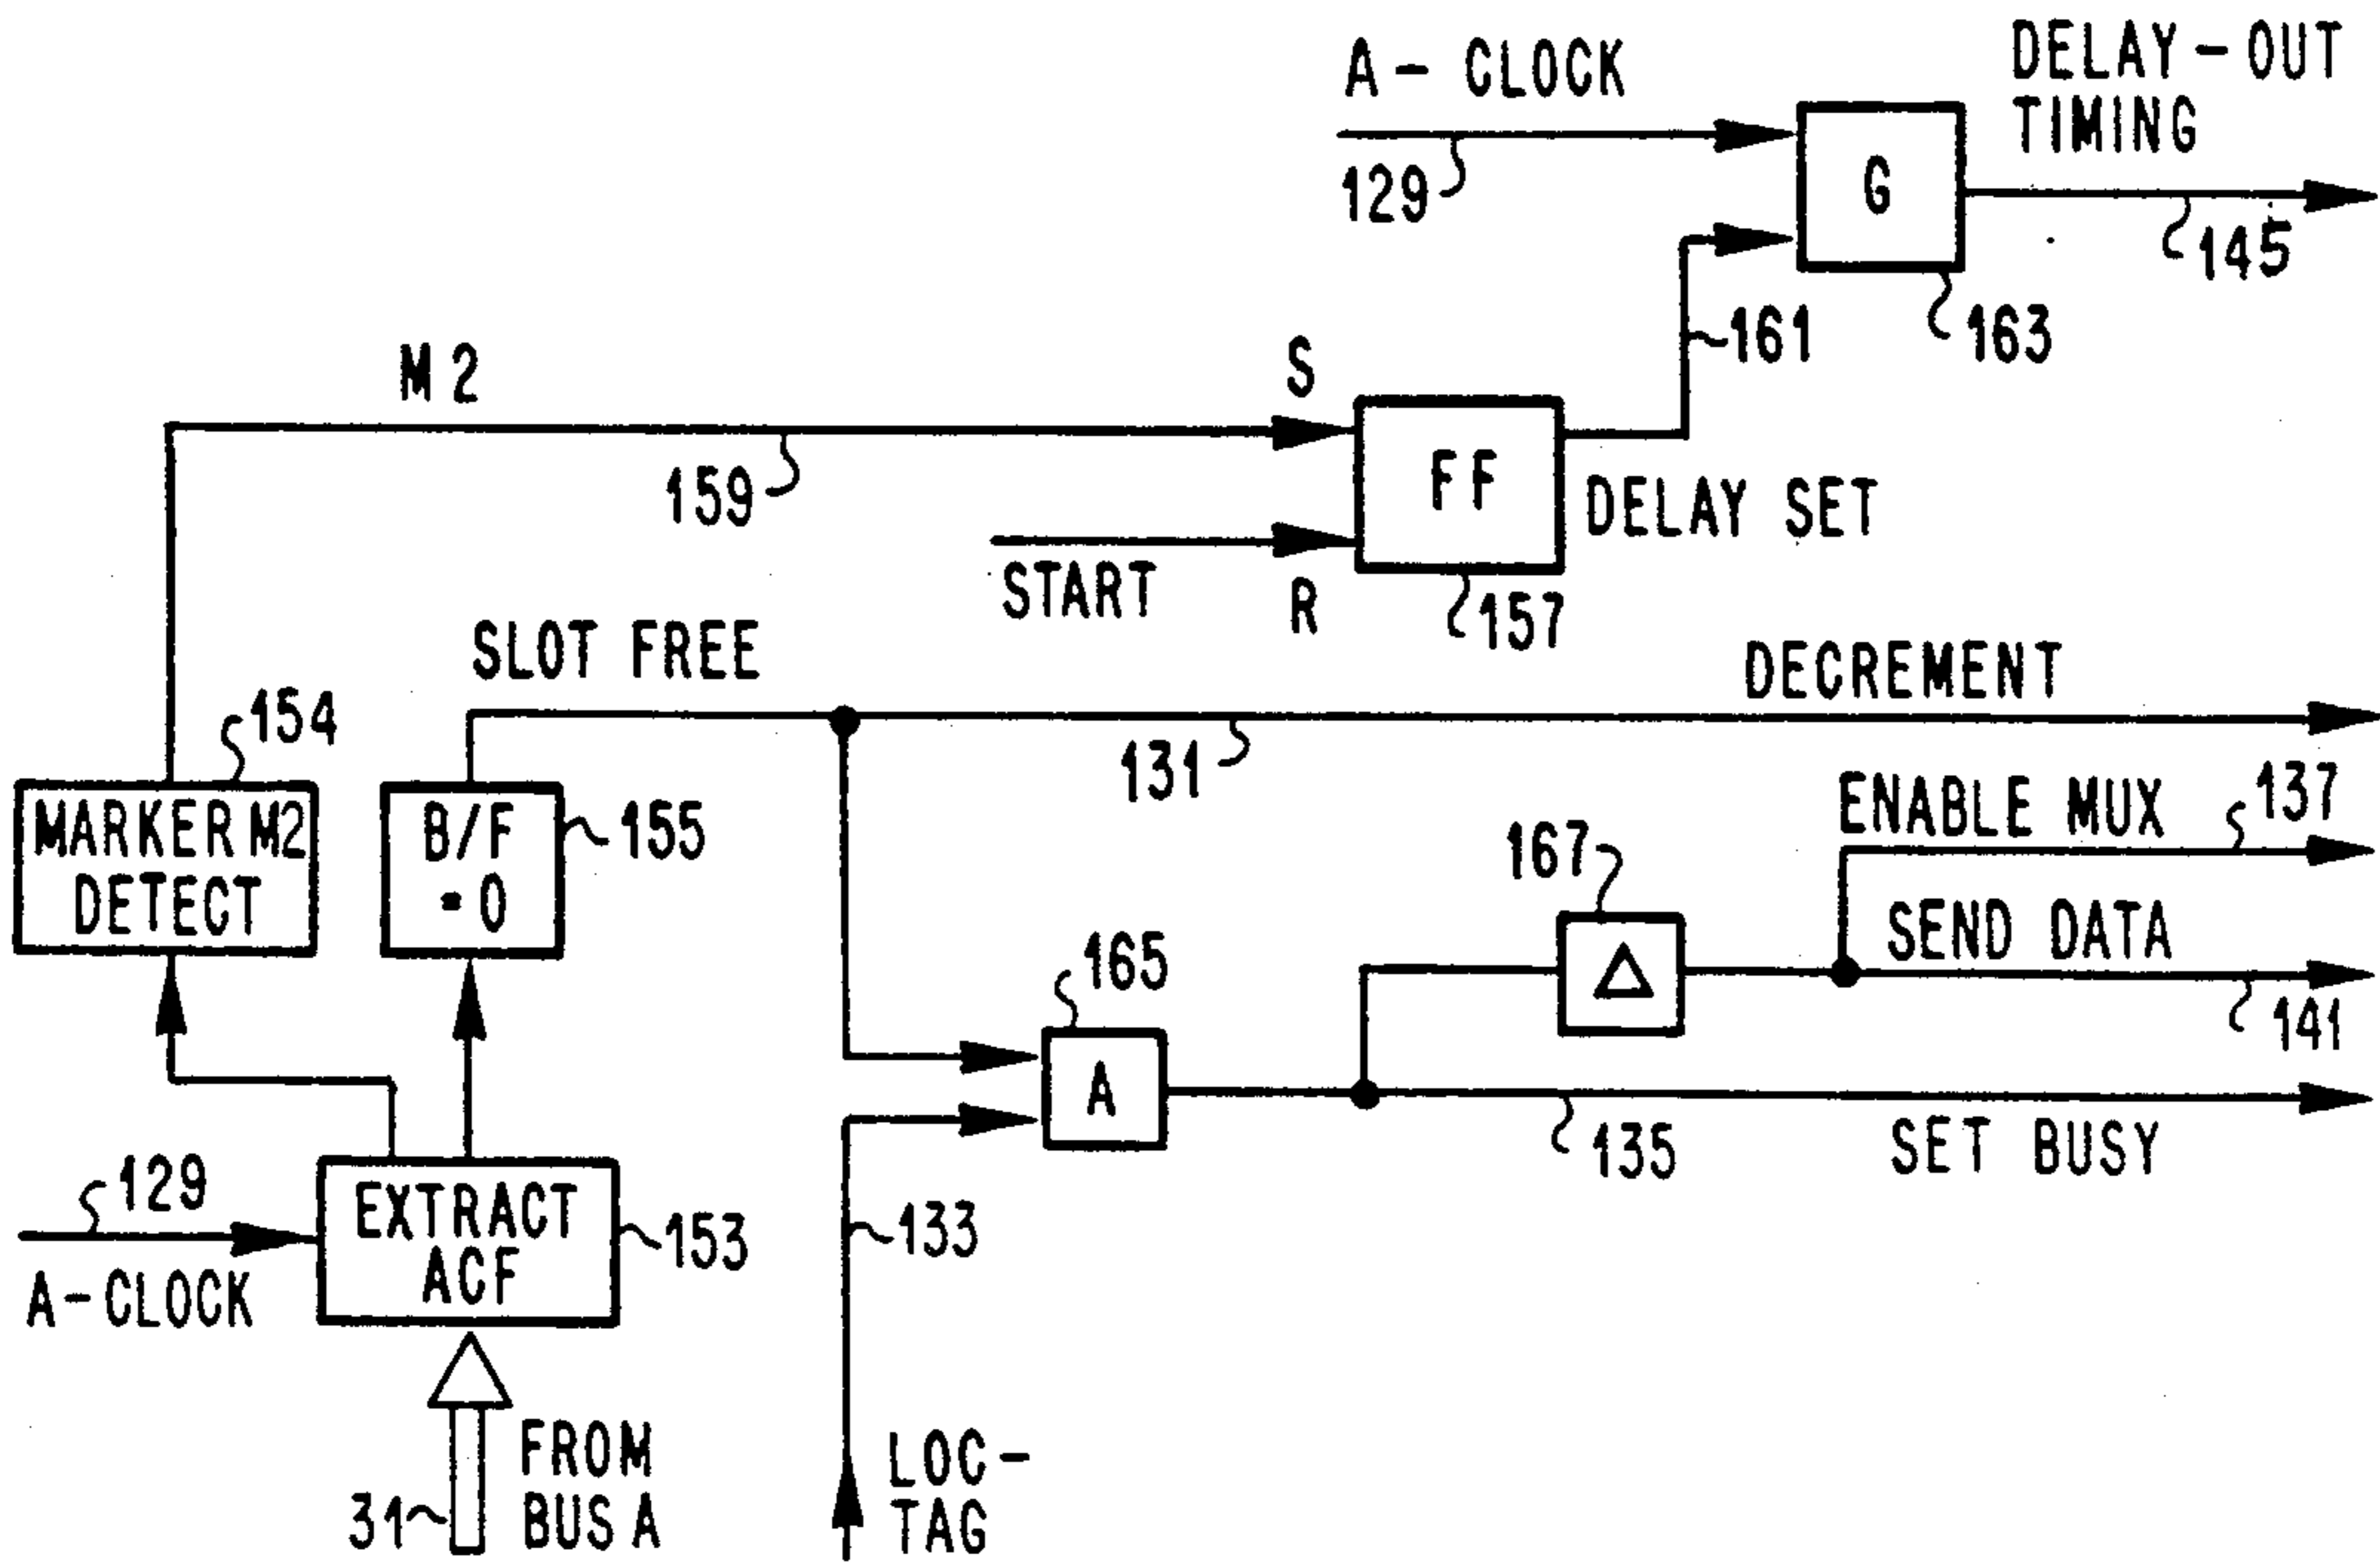 A - CLOCK
129
G
163
DELAY - OUT
TIMING
145
161
M2
159
S
START
R
FF
157
DELAY SET
SLOT FREE
131
DECREMENT
154
MARKER M2
DETECT
B/F
= 0
155
167
Δ
ENABLE MUX
137
SEND DATA
141
165
A
135
SET BUSY
129
A-CLOCK
EXTRACT
ACF
153
133
31
FROM
BUS A
LOC-
TAG